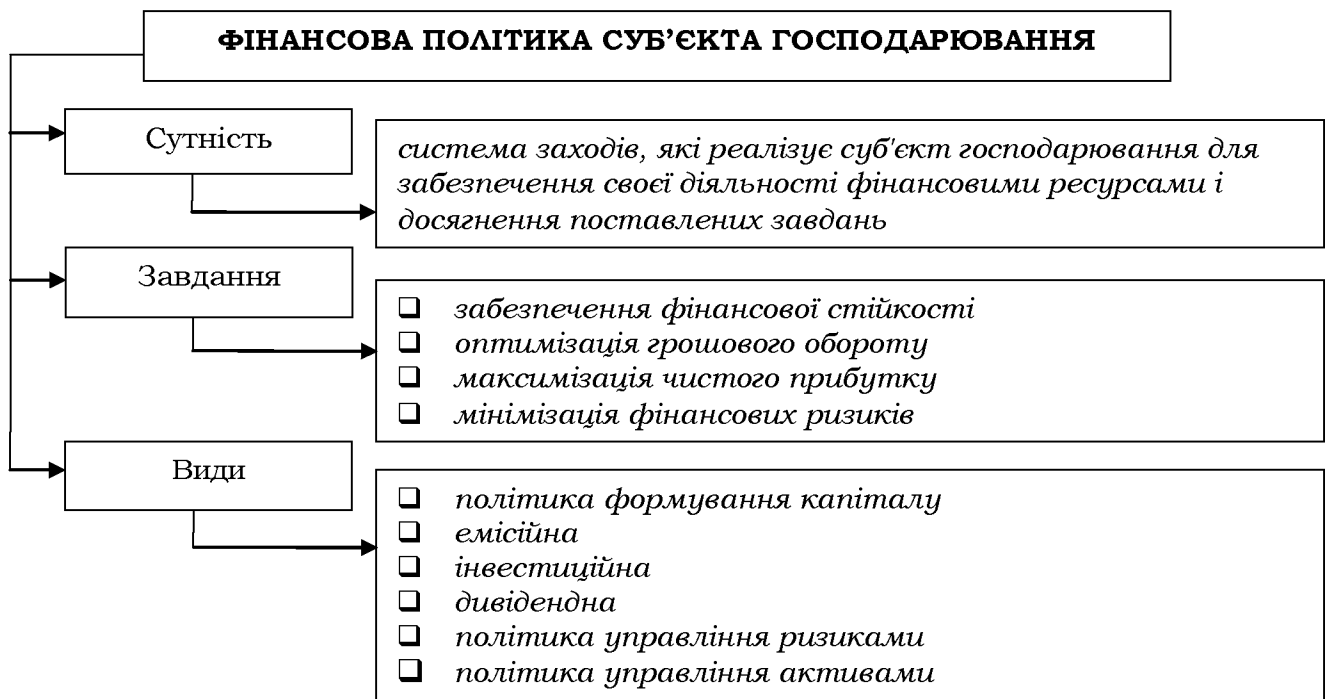 ФІНАНСОВА ПОЛІТИКА СУБ’ЄКТА ГОСПОДАРЮВАННЯ
Сутність
система заходів, які реалізує суб'єкт господарювання для
забезпечення своєї діяльності фінансовими ресурсами і
досягнення поставлених завдань
Завдання
забезпечення фінансової стійкості
оптимізація грошового обороту
максимізація чистого прибутку
мінімізація фінансових ризиків
Види
політика формування капіталу
емісійна
інвестиційна
дивідендна
політика управління ризиками
політика управління активами